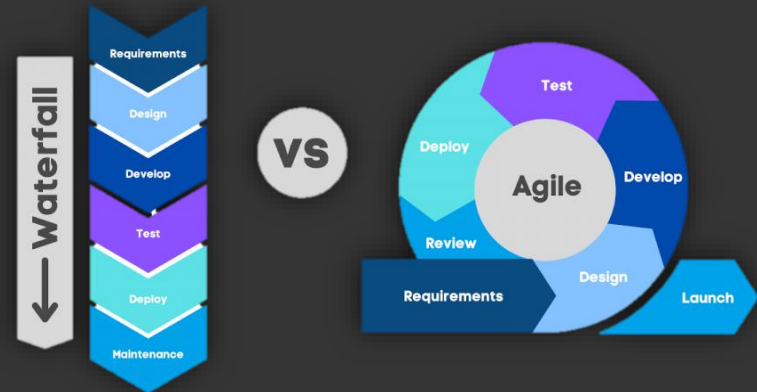 Waterfall
Requirements
Design
Develop
Test
Deploy
Maintenance
VS
Agile
Requirements
Design
Develop
Test
Deploy
Review
Launch